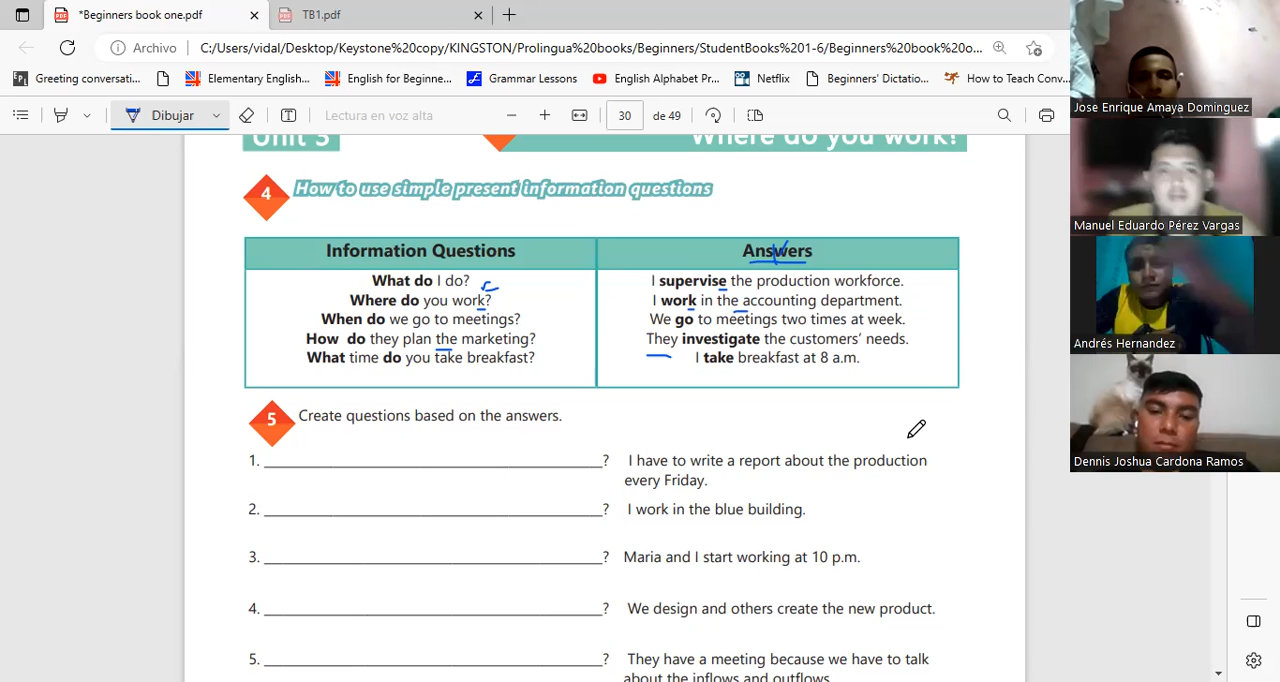 *Beginners book one.pdf
TB1.pdf
Archivo
C:/Users/vidal/Desktop/Keystone%20copy/KINGSTON/Prolingua%20books/Beginners/StudentBooks%201-6/Beginners%20book%20o...
Greeting conversati...
Elementary English...
English for Beginne...
Grammar Lessons
English Alphabet Pr...
Netflix
Beginners' Dictatio...
How to Teach Conv...
Dibujar
Lectura en voz alta
30
de 49
Unit 3
Where do you work?
4
How to use simple present information questions
Information Questions
Answers
What do I do?
I supervise the production workforce.
Where do you work?
I work in the accounting department.
When do we go to meetings?
We go to meetings two times at week.
How do they plan the marketing?
They investigate the customers' needs.
What time do you take breakfast?
I take breakfast at 8 a.m.
5
Create questions based on the answers.
1. ? I have to write a report about the production
every Friday.
2. ? I work in the blue building.
3. ? Maria and I start working at 10 p.m.
4. ? We design and others create the new product.
5. ? They have a meeting because we have to talk
about the inflows and outflows.
Jose Enrique Amaya Dominguez
Manuel Eduardo Pérez Vargas
Andrés Hernandez
Dennis Joshua Cardona Ramos